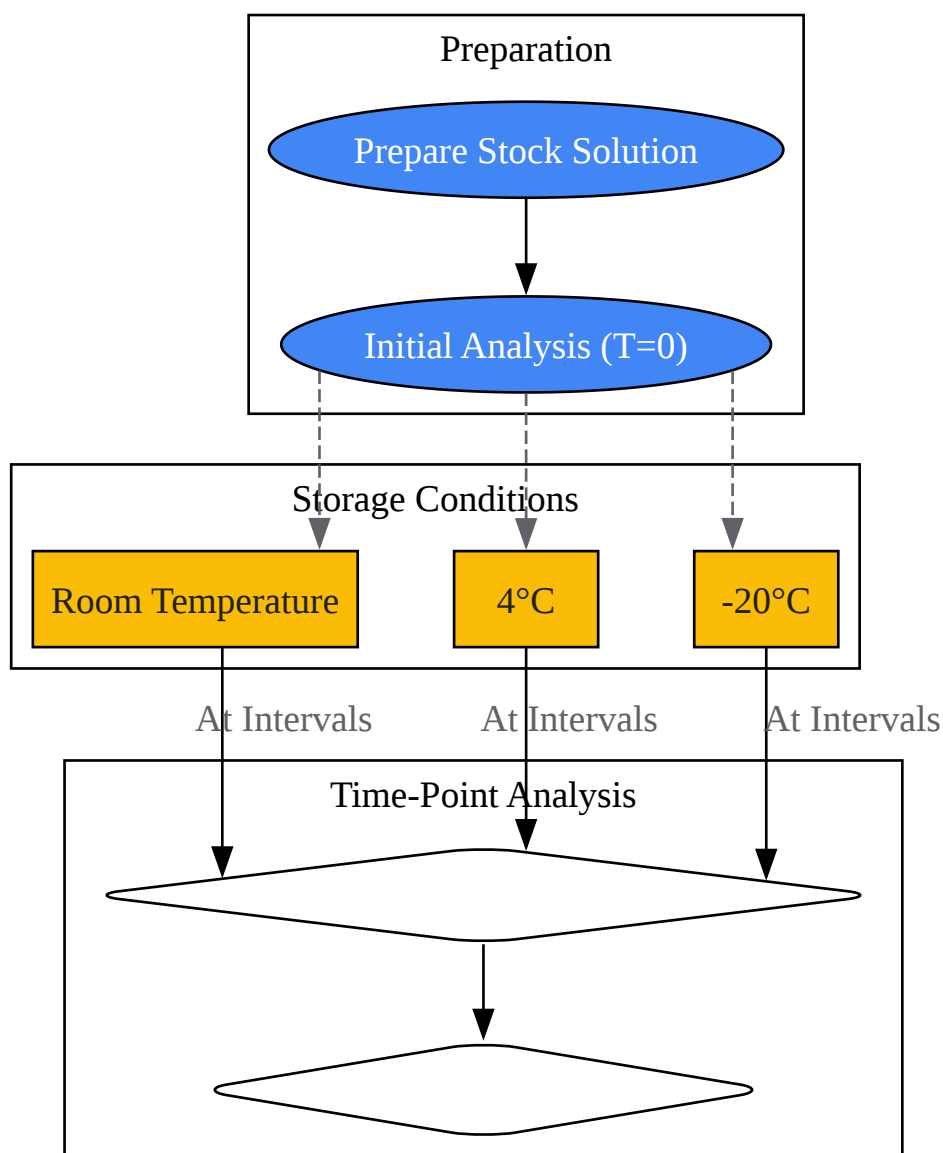 Preparation
Prepare Stock Solution
Initial Analysis (T=0)
Storage Conditions
Room Temperature
4°C
-20°C
At Intervals
At Intervals
At Intervals
Time-Point Analysis